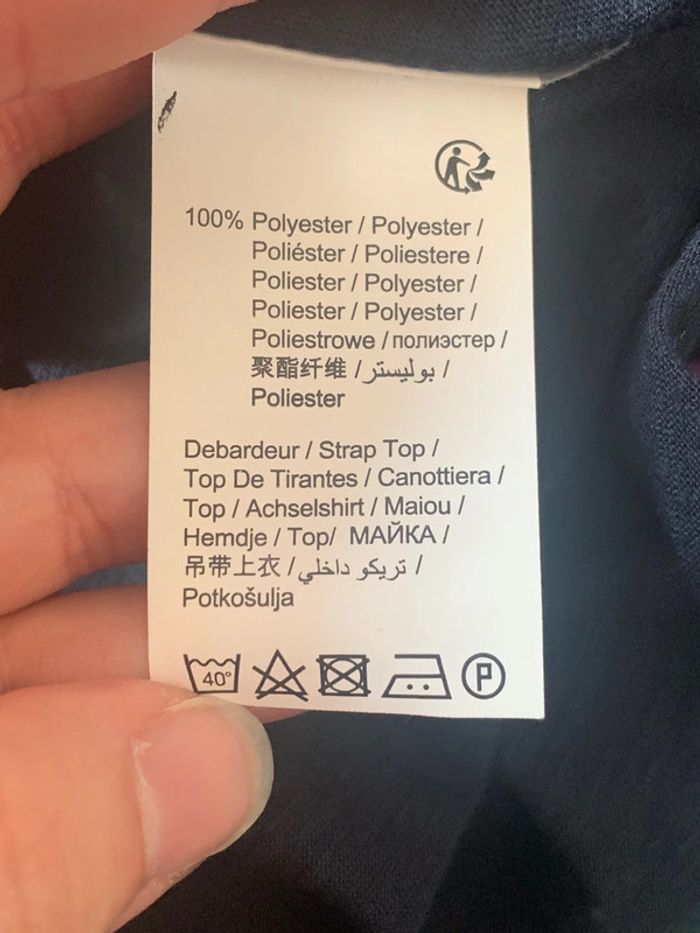 100% Polyester / Polyester /
Poliéster / Poliestere /
Poliester / Polyester /
Poliester / Polyester /
Poliestrowe / полиэстер /
聚酯纤维 / بوليستر /
Poliester
Debardeur / Strap Top /
Top De Tirantes / Canottiera /
Top / Achselshirt / Maiou /
Hemdje / Top/ МАЙКА /
吊带上衣 / تريكو داخلي /
Potkošulja
40° P